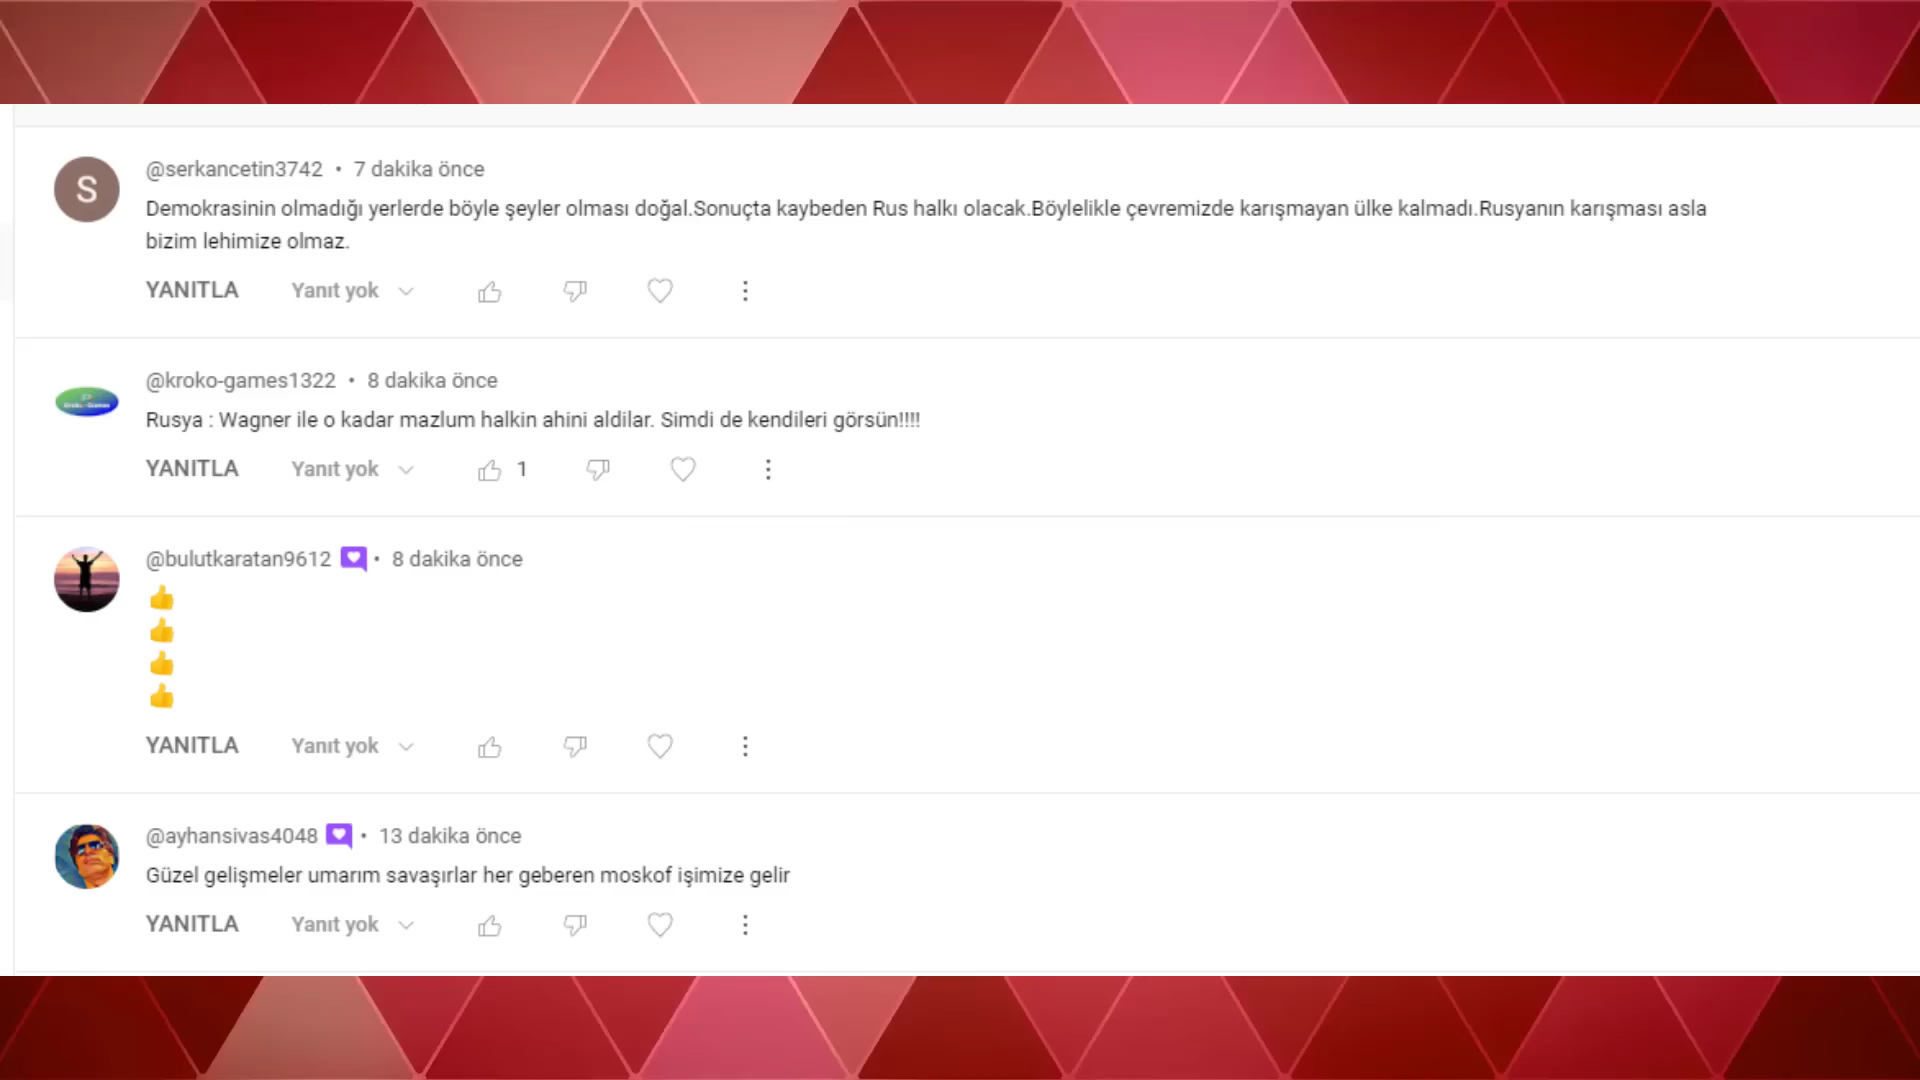 S
@serkancetin3742 • 7 dakika önce
Demokrasinin olmadığı yerlerde böyle şeyler olması doğal.Sonuçta kaybeden Rus halkı olacak.Böylelikle çevremizde karışmayan ülke kalmadı.Rusyanın karışması asla
bizim lehimize olmaz.
YANITLA Yanıt yok
@kroko-games1322 • 8 dakika önce
Rusya : Wagner ile o kadar mazlum halkin ahini aldilar. Simdi de kendileri görsün!!!!
YANITLA Yanıt yok 1
@bulutkaratan9612 • 8 dakika önce
👍
👍
👍
👍
YANITLA Yanıt yok
@ayhansivas4048 • 13 dakika önce
Güzel gelişmeler umarım savaşırlar her geberen moskof işimize gelir
YANITLA Yanıt yok